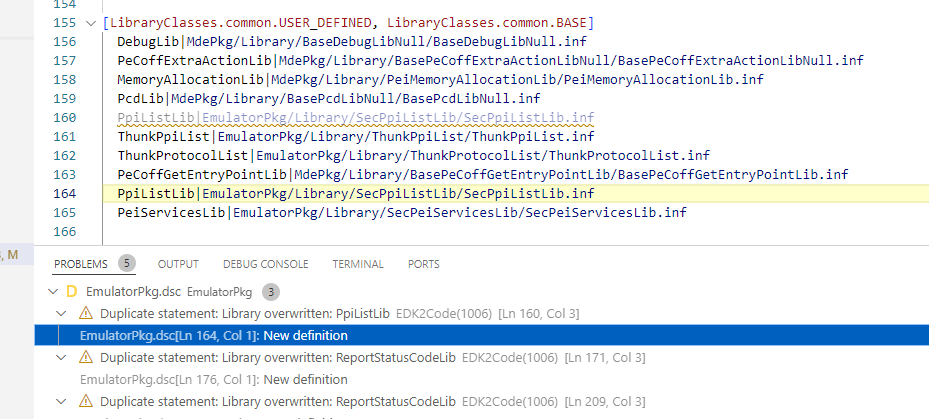 154
155 [LibraryClasses.common.USER_DEFINED, LibraryClasses.common.BASE]
156 DebugLib|MdePkg/Library/BaseDebugLibNull/BaseDebugLibNull.inf
157 PeCoffExtraActionLib|MdePkg/Library/BasePeCoffExtraActionLibNull/BasePeCoffExtraActionLibNull.inf
158 MemoryAllocationLib|MdePkg/Library/PeiMemoryAllocationLib/PeiMemoryAllocationLib.inf
159 PcdLib|MdePkg/Library/BasePcdLibNull/BasePcdLibNull.inf
160 PpiListLib|EmulatorPkg/Library/SecPpiListLib/SecPpiListLib.inf
161 ThunkPpiList|EmulatorPkg/Library/ThunkPpiList/ThunkPpiList.inf
162 ThunkProtocolList|EmulatorPkg/Library/ThunkProtocolList/ThunkProtocolList.inf
163 PeCoffGetEntryPointLib|MdePkg/Library/BasePeCoffGetEntryPointLib/BasePeCoffGetEntryPointLib.inf
164 PpiListLib|EmulatorPkg/Library/SecPpiListLib/SecPpiListLib.inf
165 PeiServicesLib|EmulatorPkg/Library/SecPeiServicesLib/SecPeiServicesLib.inf
166
, M
PROBLEMS 5 OUTPUT DEBUG CONSOLE TERMINAL PORTS
D EmulatorPkg.dsc EmulatorPkg 3
Duplicate statement: Library overwritten: PpiListLib EDK2Code(1006) [Ln 160, Col 3]
EmulatorPkg.dsc[Ln 164, Col 1]: New definition
Duplicate statement: Library overwritten: ReportStatusCodeLib EDK2Code(1006) [Ln 171, Col 3]
EmulatorPkg.dsc[Ln 176, Col 1]: New definition
Duplicate statement: Library overwritten: ReportStatusCodeLib EDK2Code(1006) [Ln 209, Col 3]